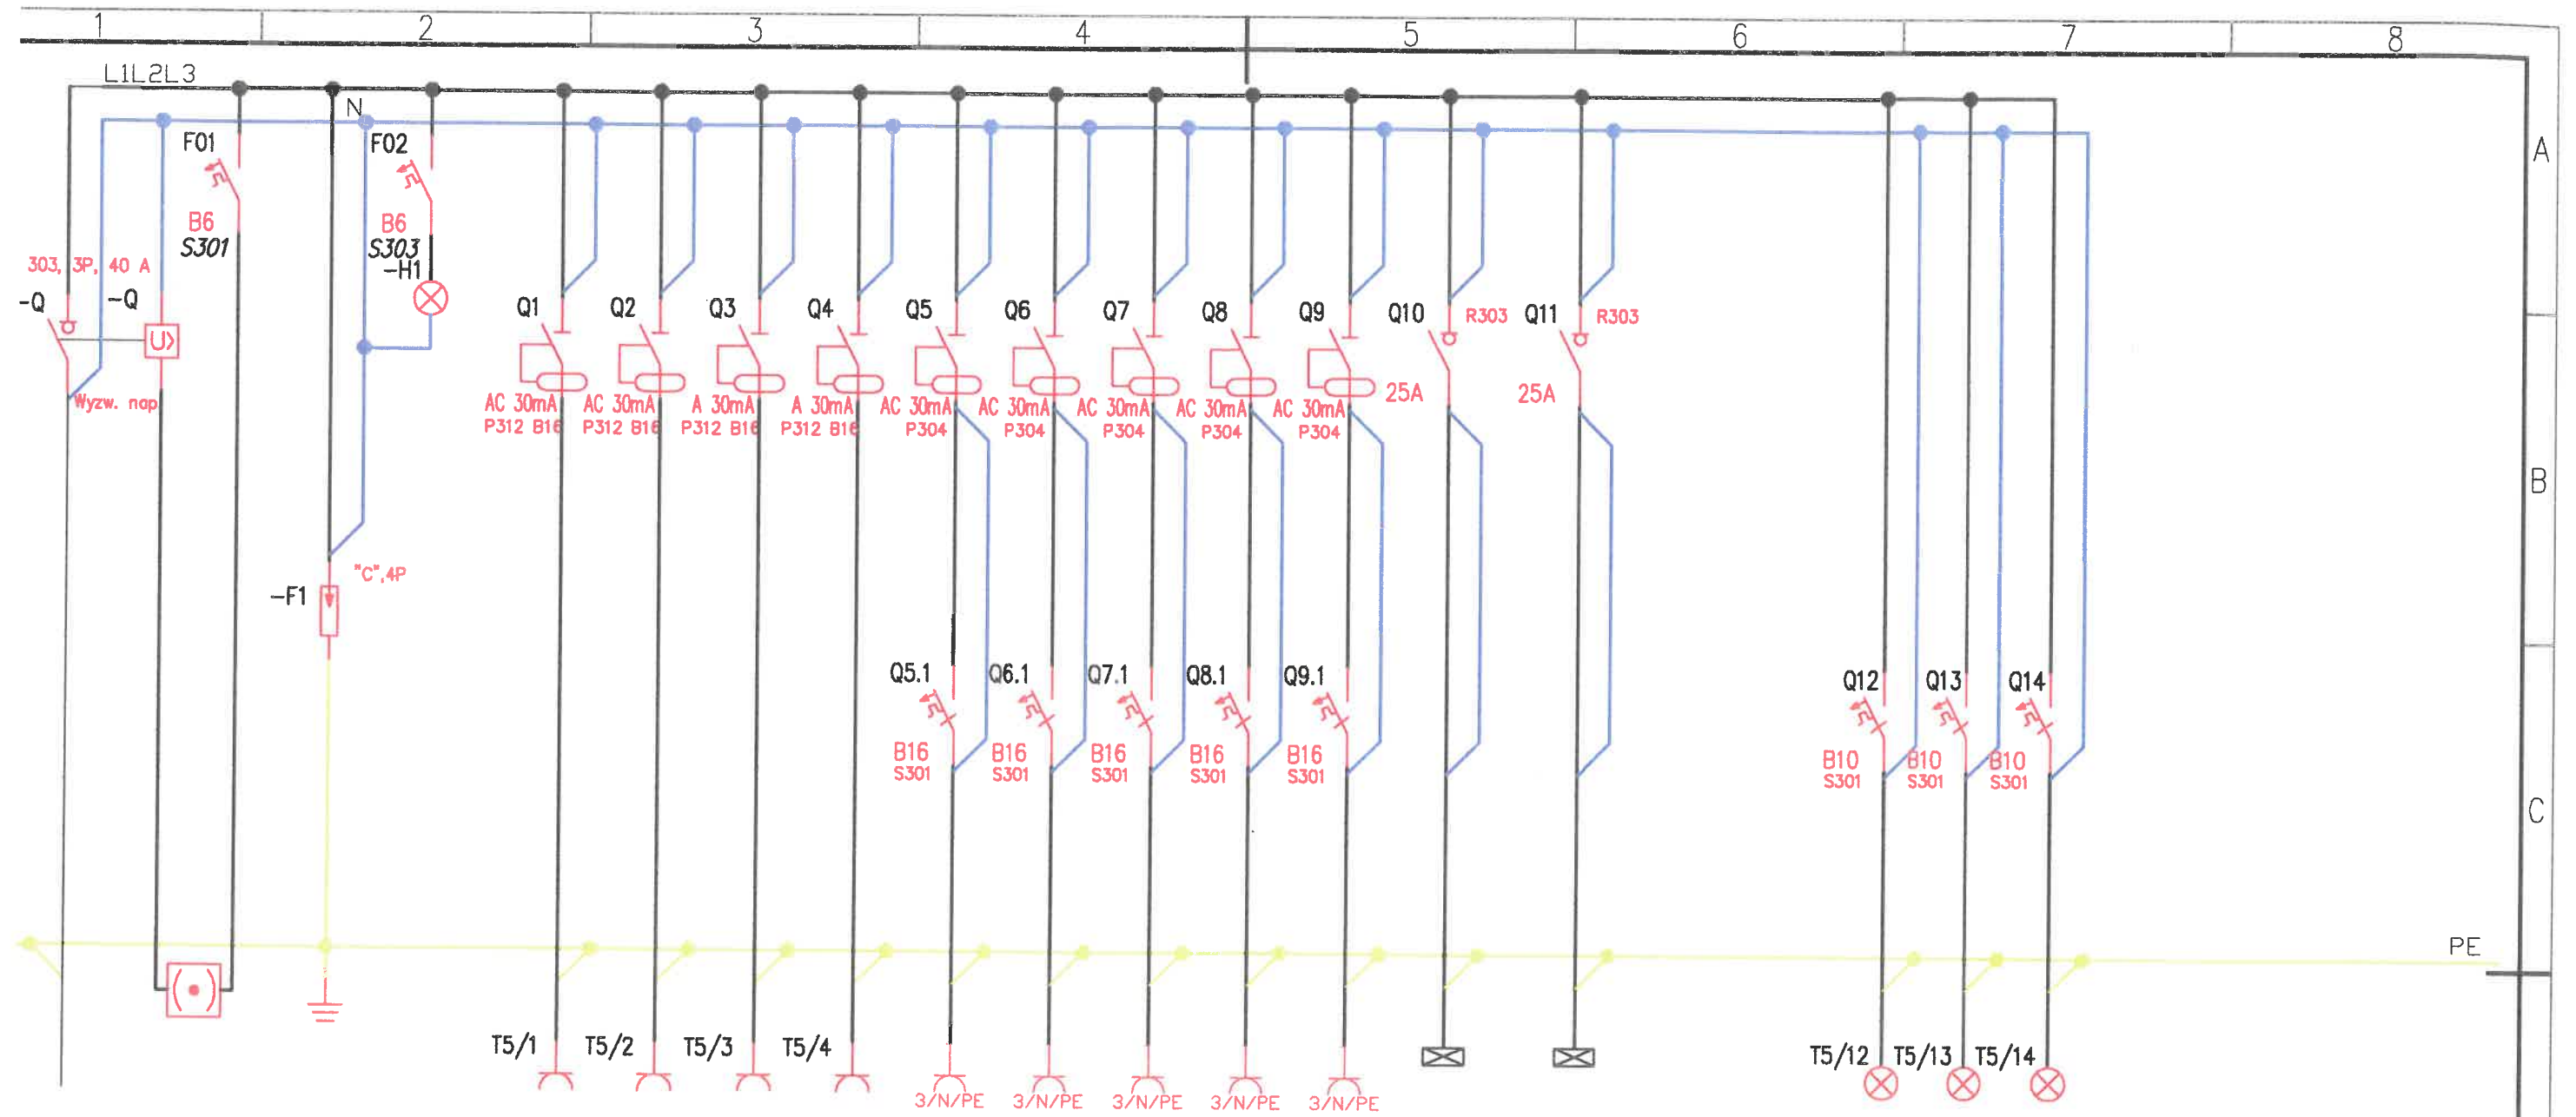 1 2 3 4 5 6 7 8
L1L2L3
N
A
F01
F02
B6
S301
B6
S303
-H1
303, 3P, 40 A
-Q
-Q
U>
Wyzw. nap
Q1 Q2 Q3 Q4 Q5 Q6 Q7 Q8 Q9 Q10 R303 Q11 R303
25A
25A
AC 30mA
P312 B16
AC 30mA
P312 B16
A 30mA
P312 B16
A 30mA
P312 B16
AC 30mA
P304
AC 30mA
P304
AC 30mA
P304
AC 30mA
P304
AC 30mA
P304
B
"C",4P
-F1
Q5.1 Q6.1 Q7.1 Q8.1 Q9.1 Q12 Q13 Q14
B16
S301
B16
S301
B16
S301
B16
S301
B16
S301
B10
S301
B10
S301
B10
S301
C
PE
T5/1 T5/2 T5/3 T5/4 T5/12 T5/13 T5/14
3/N/PE 3/N/PE 3/N/PE 3/N/PE 3/N/PE